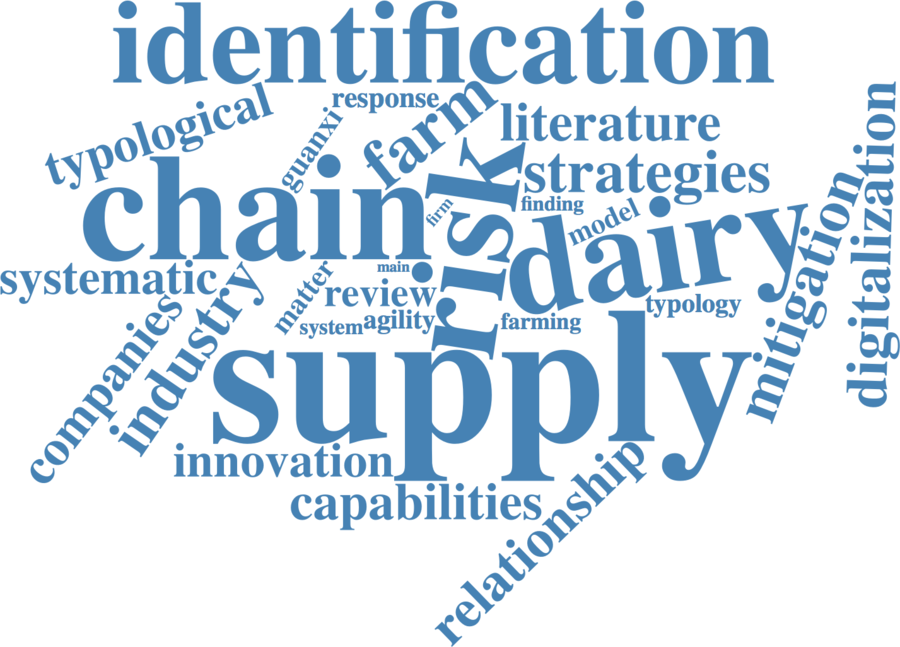 identification
response
typological
guanxi
farm
literature
chain
risk
strategies
firm
finding
model
dairy
mitigation
digitalization
systematic
main
matter
review
industry
companies
system
agility
farming
typology
supply
innovation
capabilities
relationship